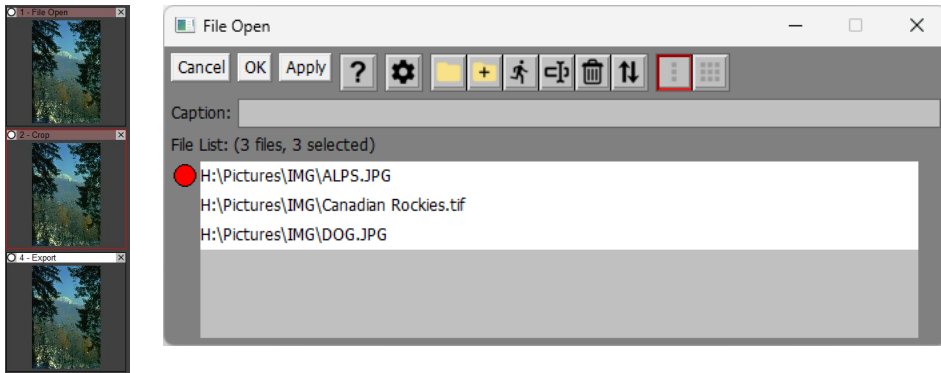 1 - File Open
2 - Crop
4 - Export
File Open
Cancel OK Apply ? +
Caption:
File List: (3 files, 3 selected)
H:\Pictures\IMG\ALPS.JPG
H:\Pictures\IMG\Canadian Rockies.tif
H:\Pictures\IMG\DOG.JPG